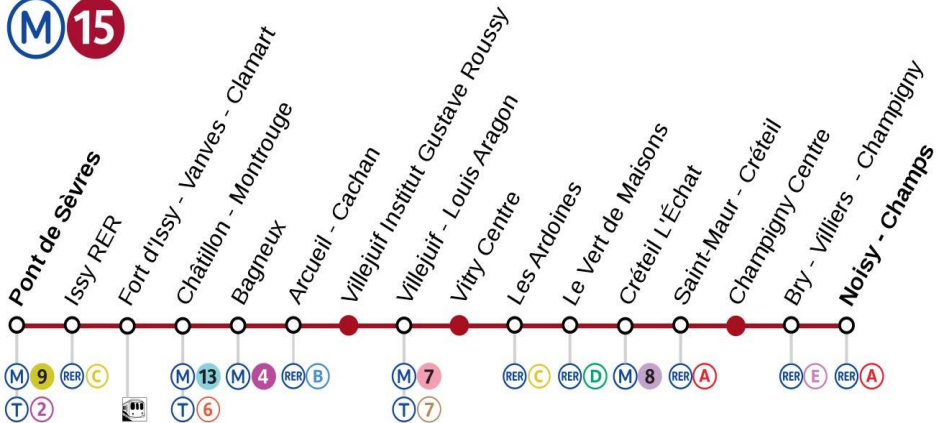 M 15
Pont de Sèvres
Issy RER
Fort d'Issy - Vanves - Clamart
Châtillon - Montrouge
Bagneux
Arcueil - Cachan
Villejuif Institut Gustave Roussy
Villejuif - Louis Aragon
Vitry Centre
Les Ardoines
Le Vert de Maisons
Créteil L'Échat
Saint-Maur - Créteil
Champigny Centre
Bry - Villiers - Champigny
Noisy - Champs
M 9 RER C M 13 M 4 RER B M 7 RER C RER D M 8 RER A RER E RER A
T 2 T 6 T 7